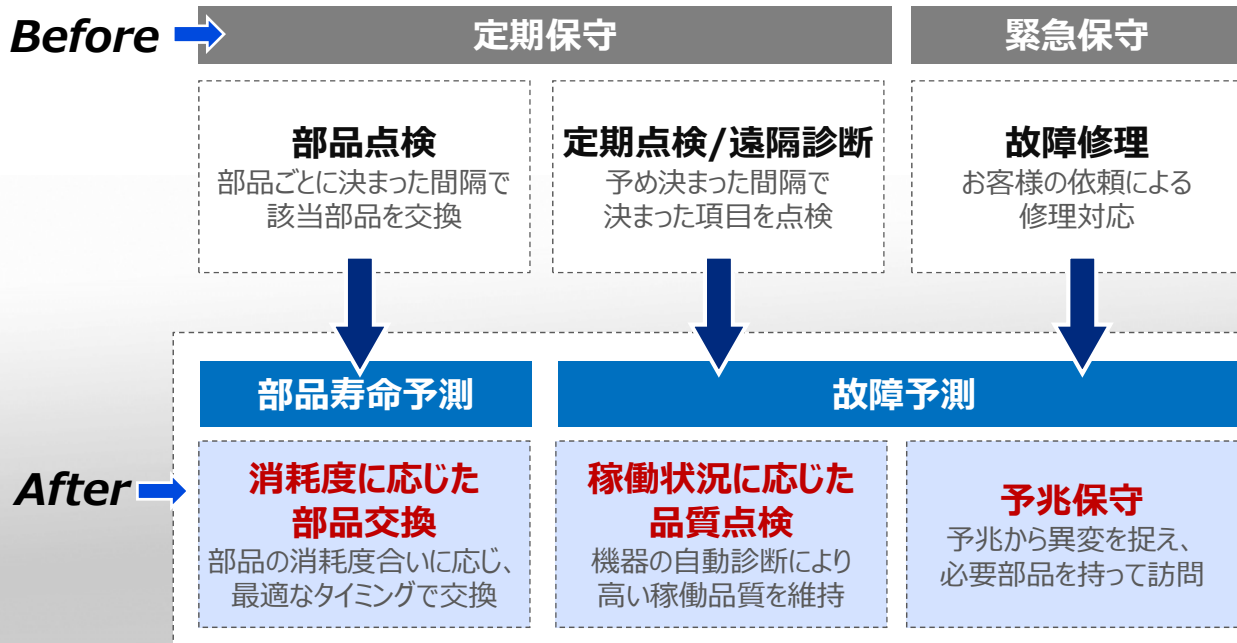 Before
定期保守
緊急保守
部品点検
部品ごとに決まった間隔で
該当部品を交換
定期点検/遠隔診断
予め決まった間隔で
決まった項目を点検
故障修理
お客様の依頼による
修理対応
After
部品寿命予測
故障予測
消耗度に応じた
部品交換
部品の消耗度合いに応じ、
最適なタイミングで交換
稼働状況に応じた
品質点検
機器の自動診断により
高い稼働品質を維持
予兆保守
予兆から異変を捉え、
必要部品を持って訪問